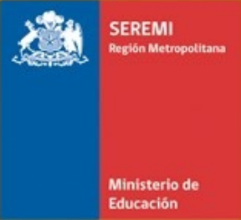 SEREMI
Región Metropolitana
Ministerio de
Educación